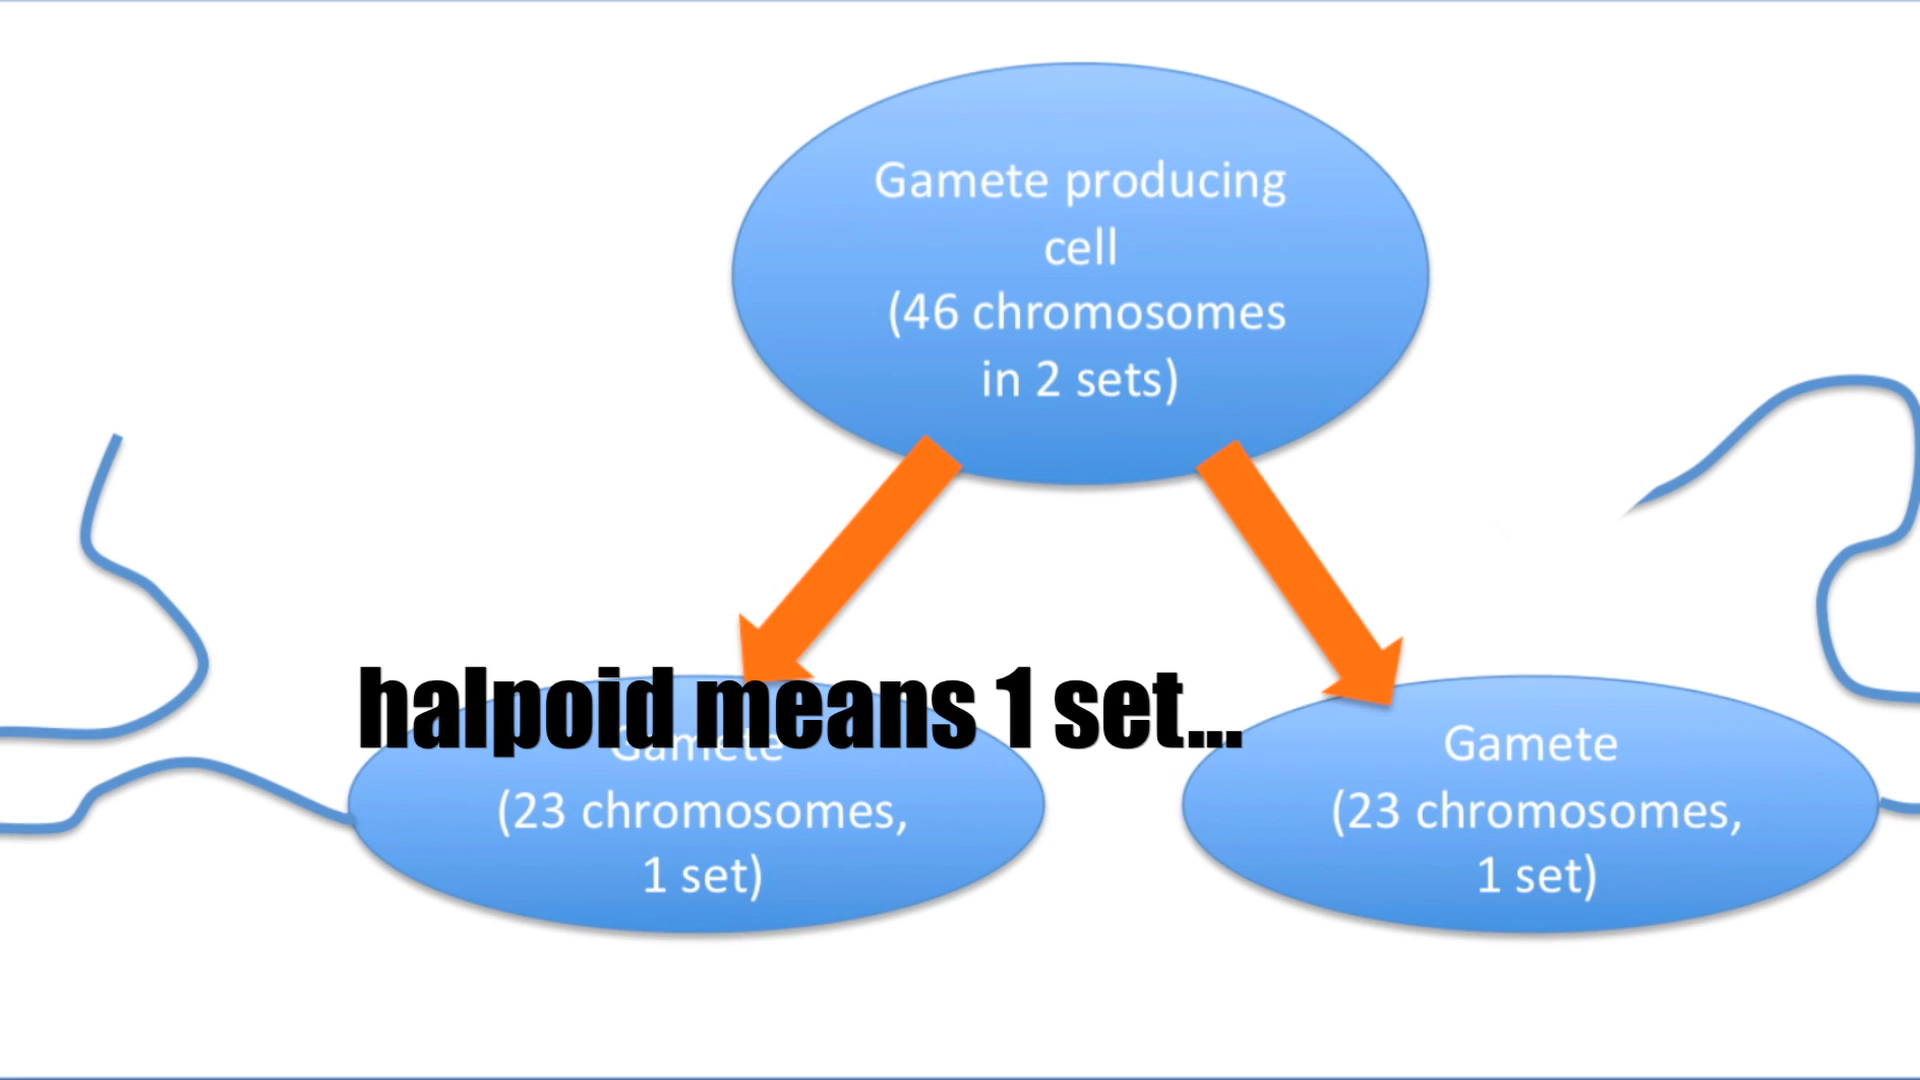 Gamete producing
cell
(46 chromosomes
in 2 sets)
halpoid means 1 set...
Gamete
(23 chromosomes,
1 set)
Gamete
(23 chromosomes,
1 set)